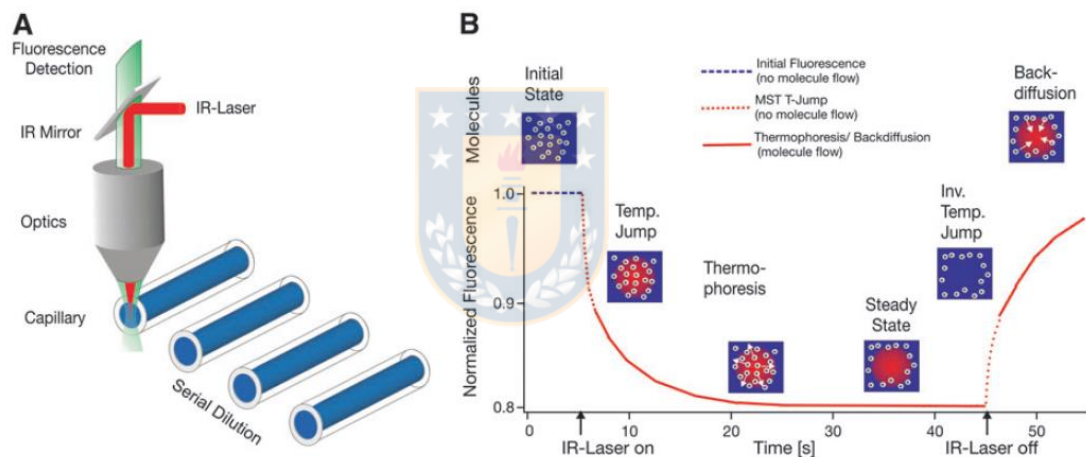 A
Fluorescence
Detection
IR-Laser
IR Mirror
Optics
Capillary
Serial Dilution
B
Molecules
Normalized Fluorescence
Initial
State
Initial Fluorescence
(no molecule flow)
MST T-Jump
(no molecule flow)
Thermophoresis/ Backdiffusion
(molecule flow)
Back-
diffusion
1.0
0.9
0.8
Temp.
Jump
Thermo-
phoresis
Steady
State
Inv.
Temp.
Jump
0
10
20
30
40
50
IR-Laser on
Time [s]
IR-Laser off